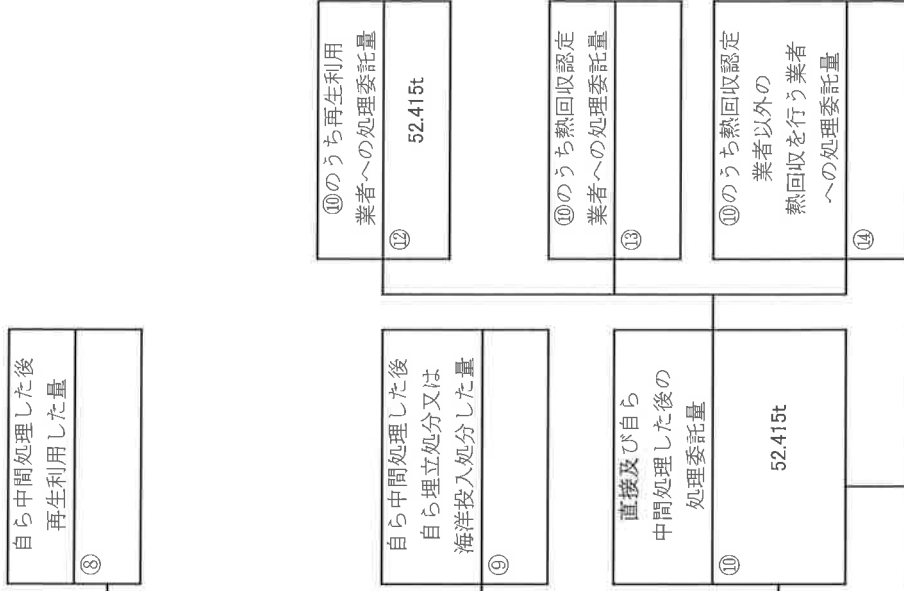 自ら中間処理した後
再生利用した量
⑧
自ら中間処理した後
自ら埋立処分又は
海洋投入処分した量
⑨
直接及び自ら
中間処理した後の
処理委託量
⑩
52.415t
⑩のうち再生利用
業者への処理委託量
⑫
52.415t
⑩のうち熱回収認定
業者への処理委託量
⑬
⑩のうち熱回収認定
業者以外の
熱回収を行う業者
への処理委託量
⑭